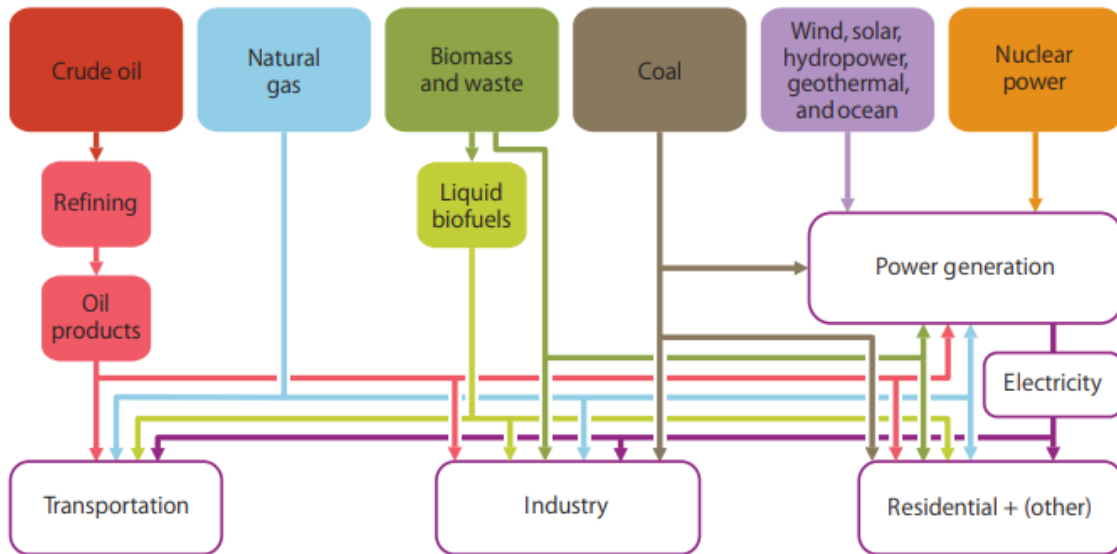 Crude oil
Natural
gas
Biomass
and waste
Coal
Wind, solar,
hydropower,
geothermal,
and ocean
Nuclear
power
Refining
Liquid
biofuels
Power generation
Oil
products
Electricity
Transportation
Industry
Residential + (other)